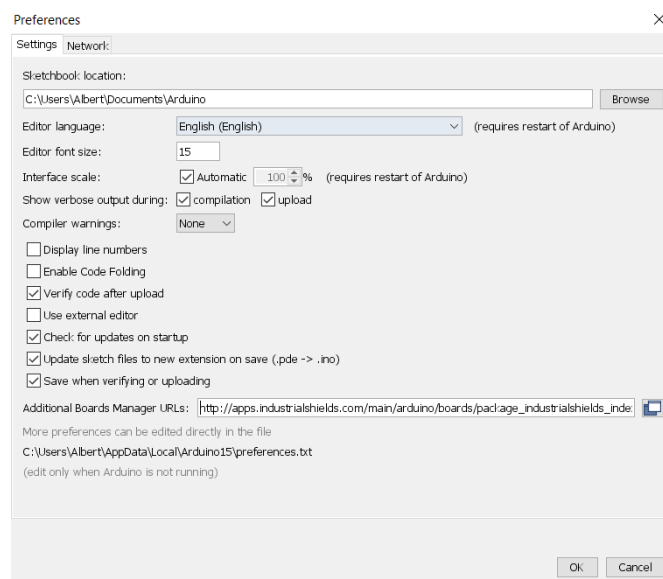 Preferences
Settings Network
Sketchbook location:
C:\Users\Albert\Documents\Arduino Browse
Editor language: English (English) (requires restart of Arduino)
Editor font size: 15
Interface scale: Automatic 100 % (requires restart of Arduino)
Show verbose output during: compilation upload
Compiler warnings: None
Display line numbers
Enable Code Folding
Verify code after upload
Use external editor
Check for updates on startup
Update sketch files to new extension on save (.pde -> .ino)
Save when verifying or uploading
Additional Boards Manager URLs: http://apps.industrialshields.com/main/arduino/boards/package_industrialshields_inde
More preferences can be edited directly in the file
C:\Users\Albert\AppData\Local\Arduino15\preferences.txt
(edit only when Arduino is not running)
OK Cancel